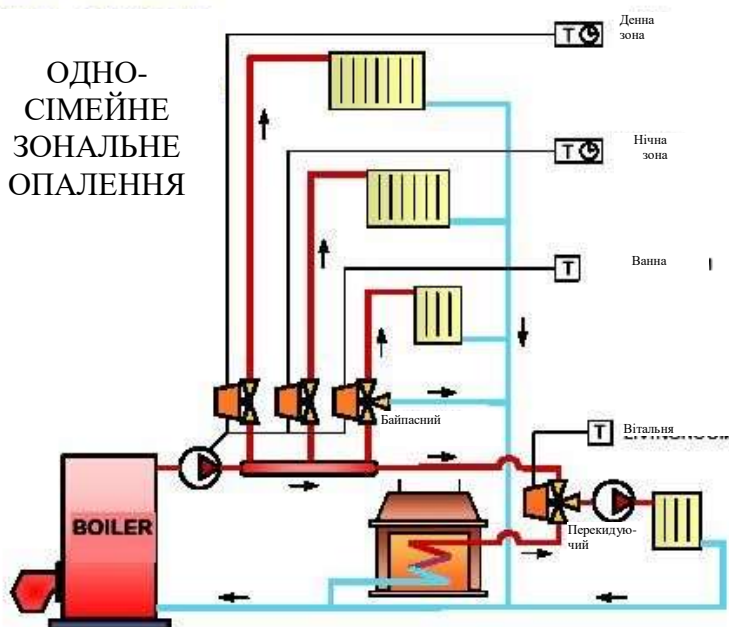 ОДНО-
СІМЕЙНЕ
ЗОНАЛЬНЕ
ОПАЛЕННЯ
T
Денна
зона
T
Нічна
зона
T
Ванна
Байпасний
T
Вітальня
Перекидую-
чий
BOILER